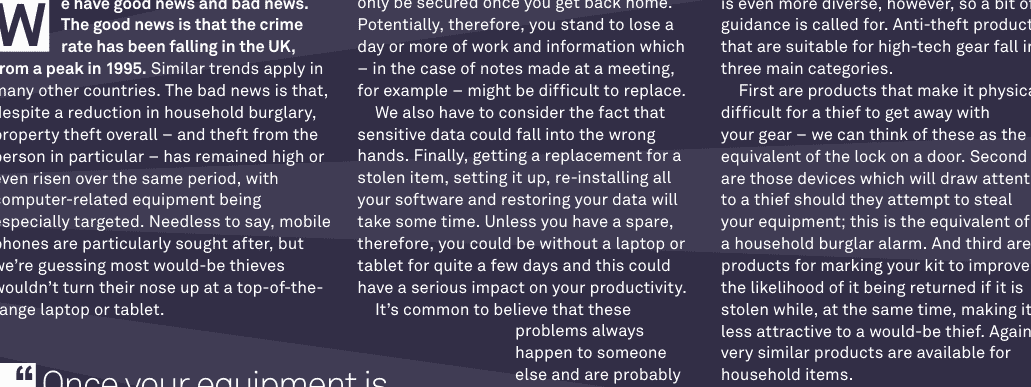 We have good news and bad news.
The good news is that the crime
rate has been falling in the UK,
from a peak in 1995. Similar trends apply in
many other countries. The bad news is that,
despite a reduction in household burglary,
property theft overall – and theft from the
person in particular – has remained high or
even risen over the same period, with
computer-related equipment being
especially targeted. Needless to say, mobile
phones are particularly sought after, but
we're guessing most would-be thieves
wouldn't turn their nose up at a top-of-the-
range laptop or tablet.
“Once your equipment is
only be secured once you get back home.
Potentially, therefore, you stand to lose a
day or more of work and information which
– in the case of notes made at a meeting,
for example – might be difficult to replace.
We also have to consider the fact that
sensitive data could fall into the wrong
hands. Finally, getting a replacement for a
stolen item, setting it up, re-installing all
your software and restoring your data will
take some time. Unless you have a spare,
therefore, you could be without a laptop or
tablet for quite a few days and this could
have a serious impact on your productivity.
It's common to believe that these
problems always
happen to someone
else and are probably
is even more diverse, however, so a bit of
guidance is called for. Anti-theft product
that are suitable for high-tech gear fall in
three main categories.
First are products that make it physica
difficult for a thief to get away with
your gear – we can think of these as the
equivalent of the lock on a door. Second
are those devices which will draw attent
to a thief should they attempt to steal
your equipment; this is the equivalent of
a household burglar alarm. And third are
products for marking your kit to improve
the likelihood of it being returned if it is
stolen while, at the same time, making it
less attractive to a would-be thief. Again
very similar products are available for
household items.